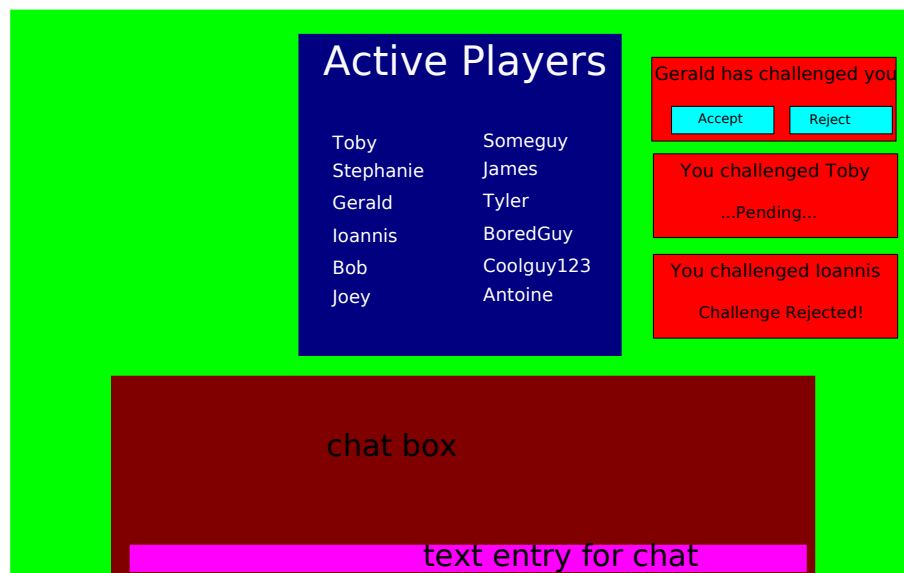 Active Players
Toby
Stephanie
Gerald
Ioannis
Bob
Joey
Someguy
James
Tyler
BoredGuy
Coolguy123
Antoine
Gerald has challenged you
Accept
Reject
You challenged Toby
...Pending...
You challenged Ioannis
Challenge Rejected!
chat box
text entry for chat